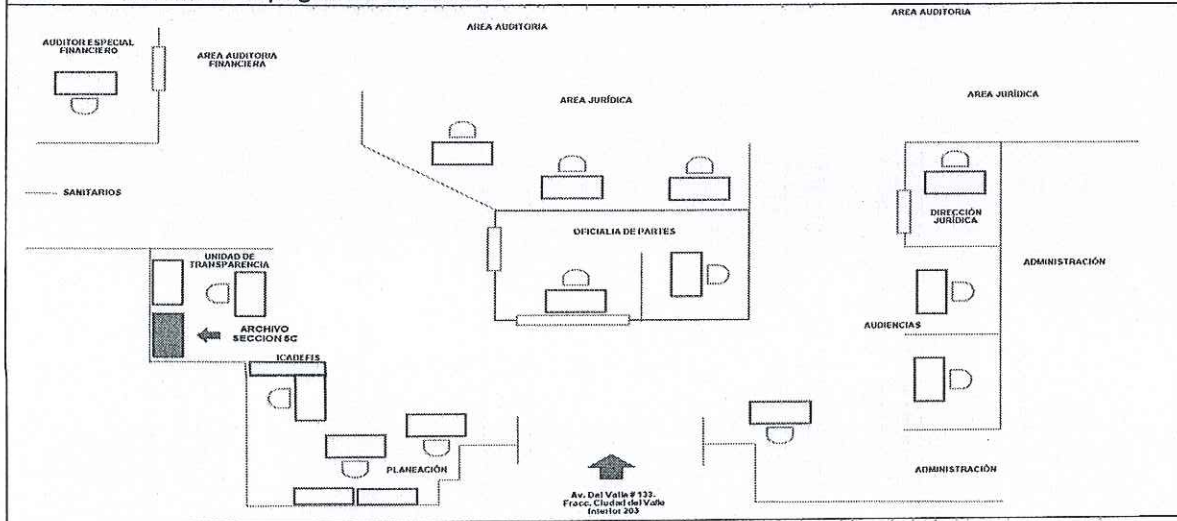 AREA AUDITORIA
AREA AUDITORIA
AUDITOR ESPECIAL
FINANCIERO
AREA AUDITORIA
FINANCIERA
AREA JURÍDICA
AREA JURÍDICA
SANITARIOS
DIRECCIÓN
JURÍDICA
OFICIALIA DE PARTES
UNIDAD DE
TRANSPARENCIA
ADMINISTRACIÓN
ARCHIVO
SECCION 5C
AUDIENCIAS
ICADEFIS
PLANEACIÓN
ADMINISTRACIÓN
Av. Del Valle # 133.
Fracc. Ciudad del Valle
Interior 203